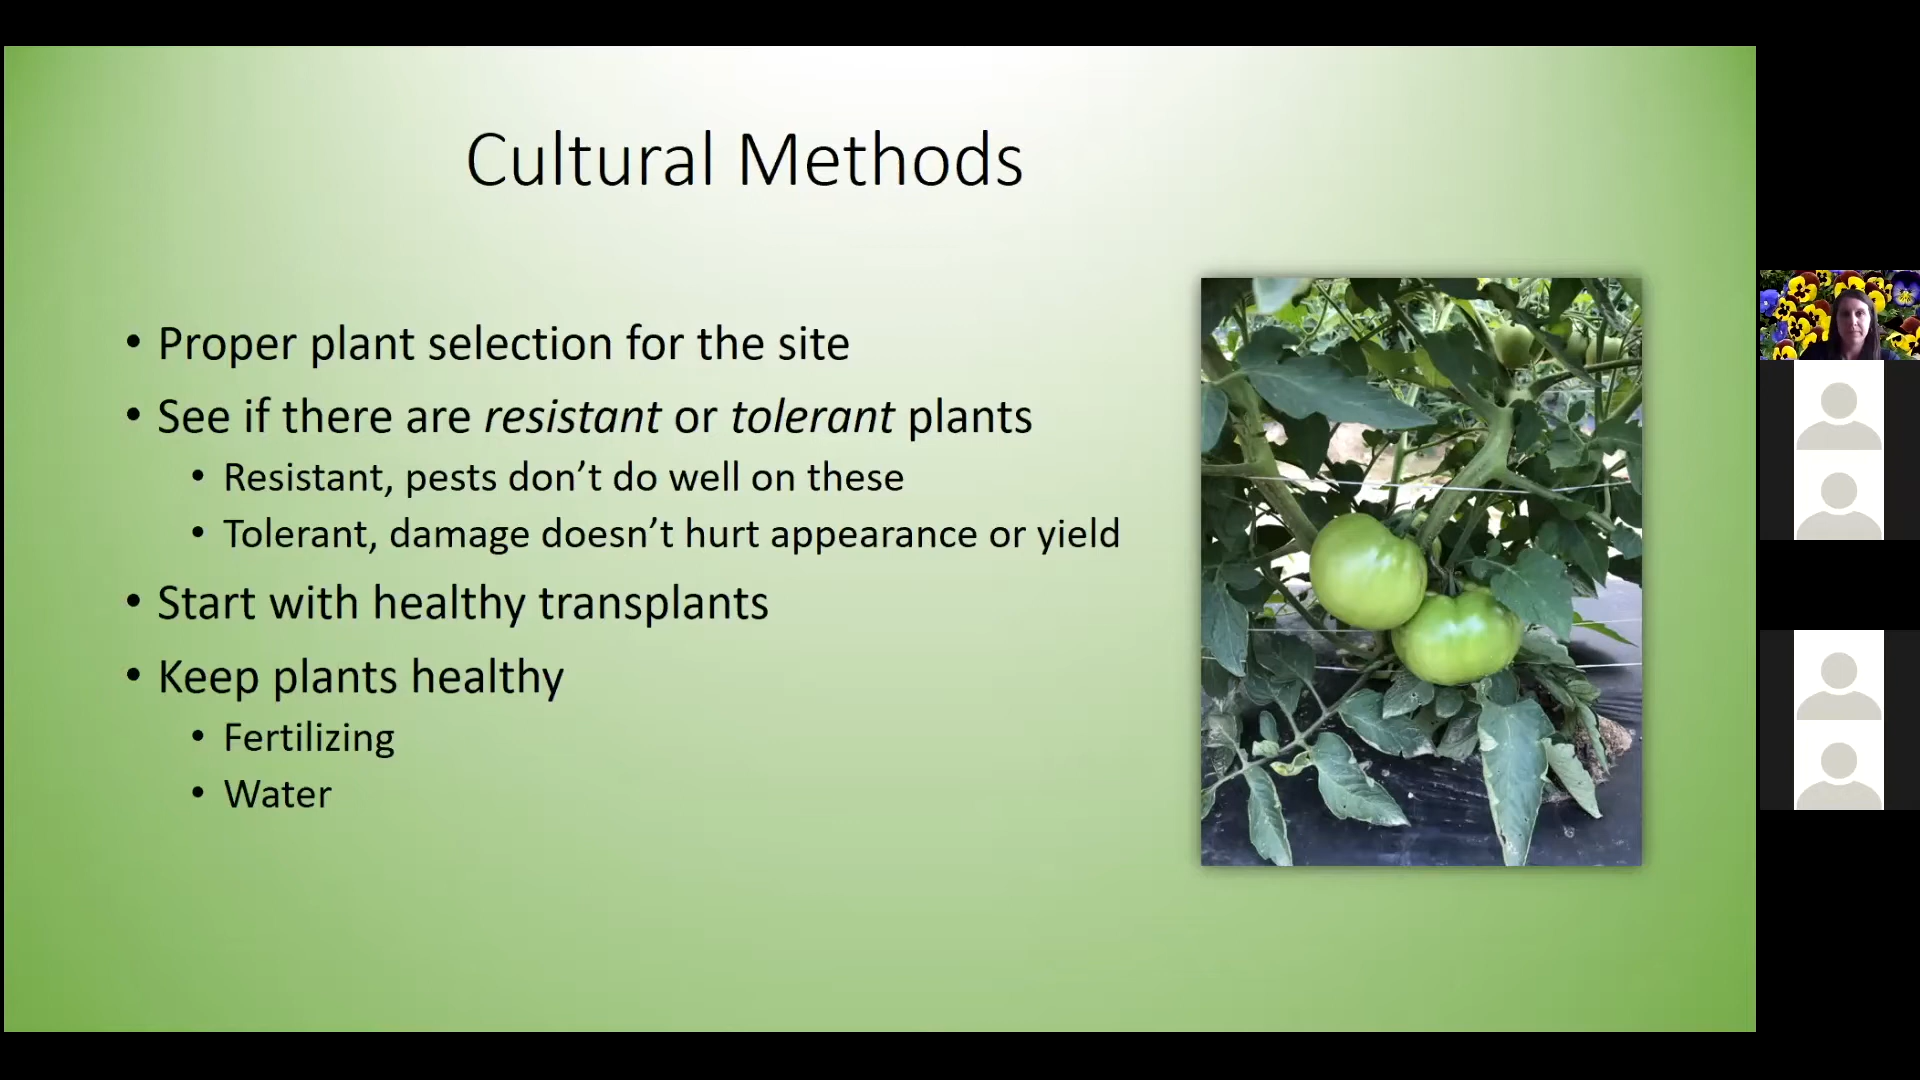 Cultural Methods
• Proper plant selection for the site
• See if there are resistant or tolerant plants
• Resistant, pests don’t do well on these
• Tolerant, damage doesn’t hurt appearance or yield
• Start with healthy transplants
• Keep plants healthy
• Fertilizing
• Water